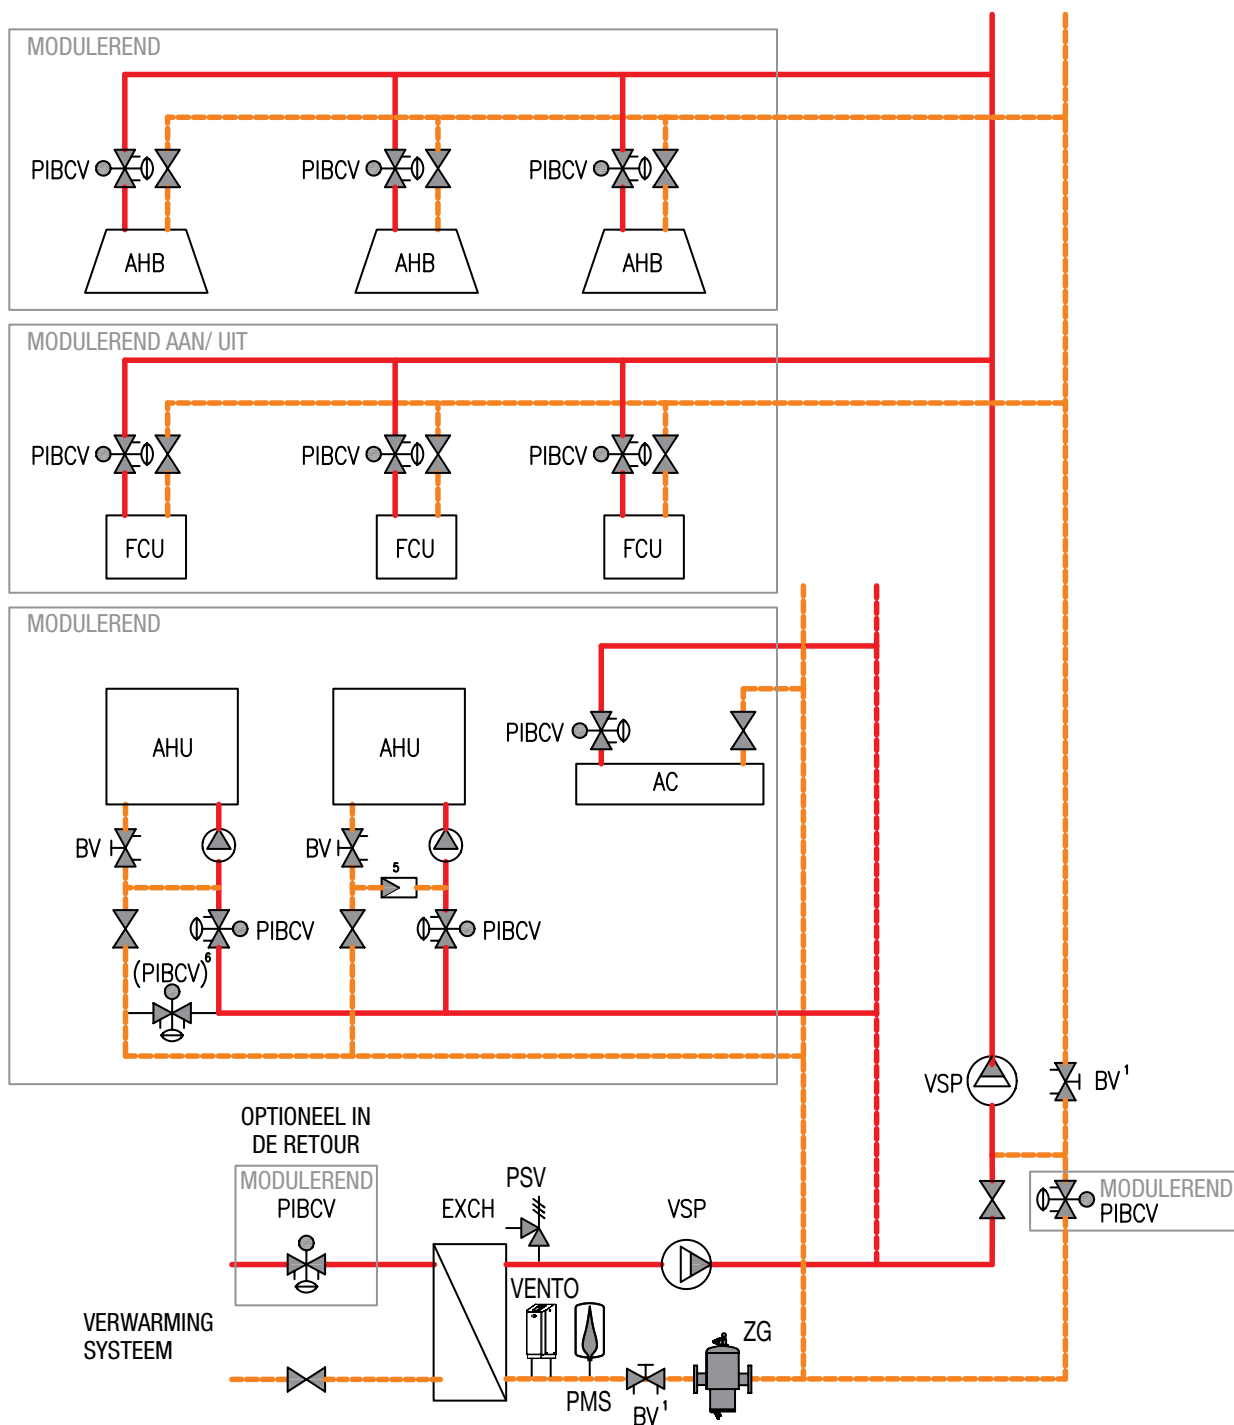 MODULEREND
PIBCV PIBCV PIBCV
AHB AHB AHB
MODULEREND AAN/ UIT
PIBCV PIBCV PIBCV
FCU FCU FCU
MODULEREND
AHU AHU
PIBCV
AC
BV BV
5
PIBCV PIBCV
(PIBCV)6
VSP BV1
OPTIONEEL IN
DE RETOUR
MODULEREND
PIBCV
PSV
EXCH
VSP
MODULEREND
PIBCV
VENTO
VERWARMING
SYSTEEM
ZG
PMS
BV1